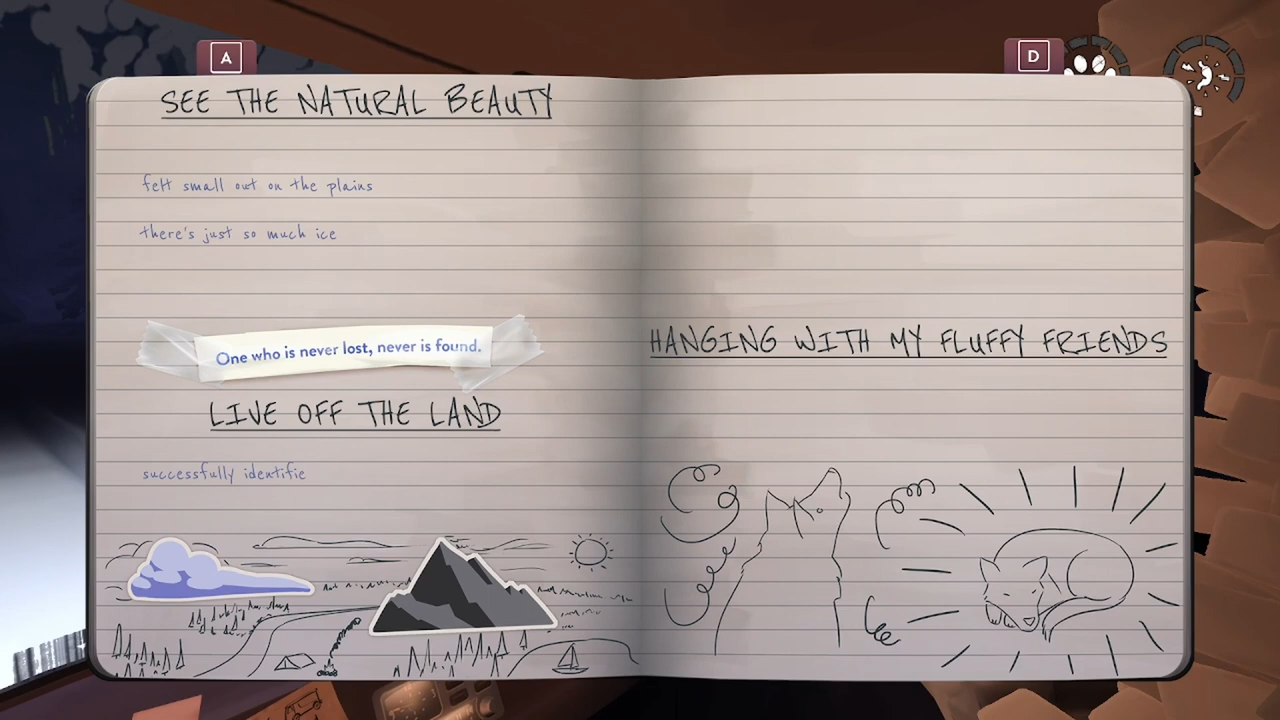 A
D
SEE THE NATURAL BEAUTY
felt small out on the plains
there's just so much ice
One who is never lost, never is found.
LIVE OFF THE LAND
successfully identifie
HANGING WITH MY FLUFFY FRIENDS